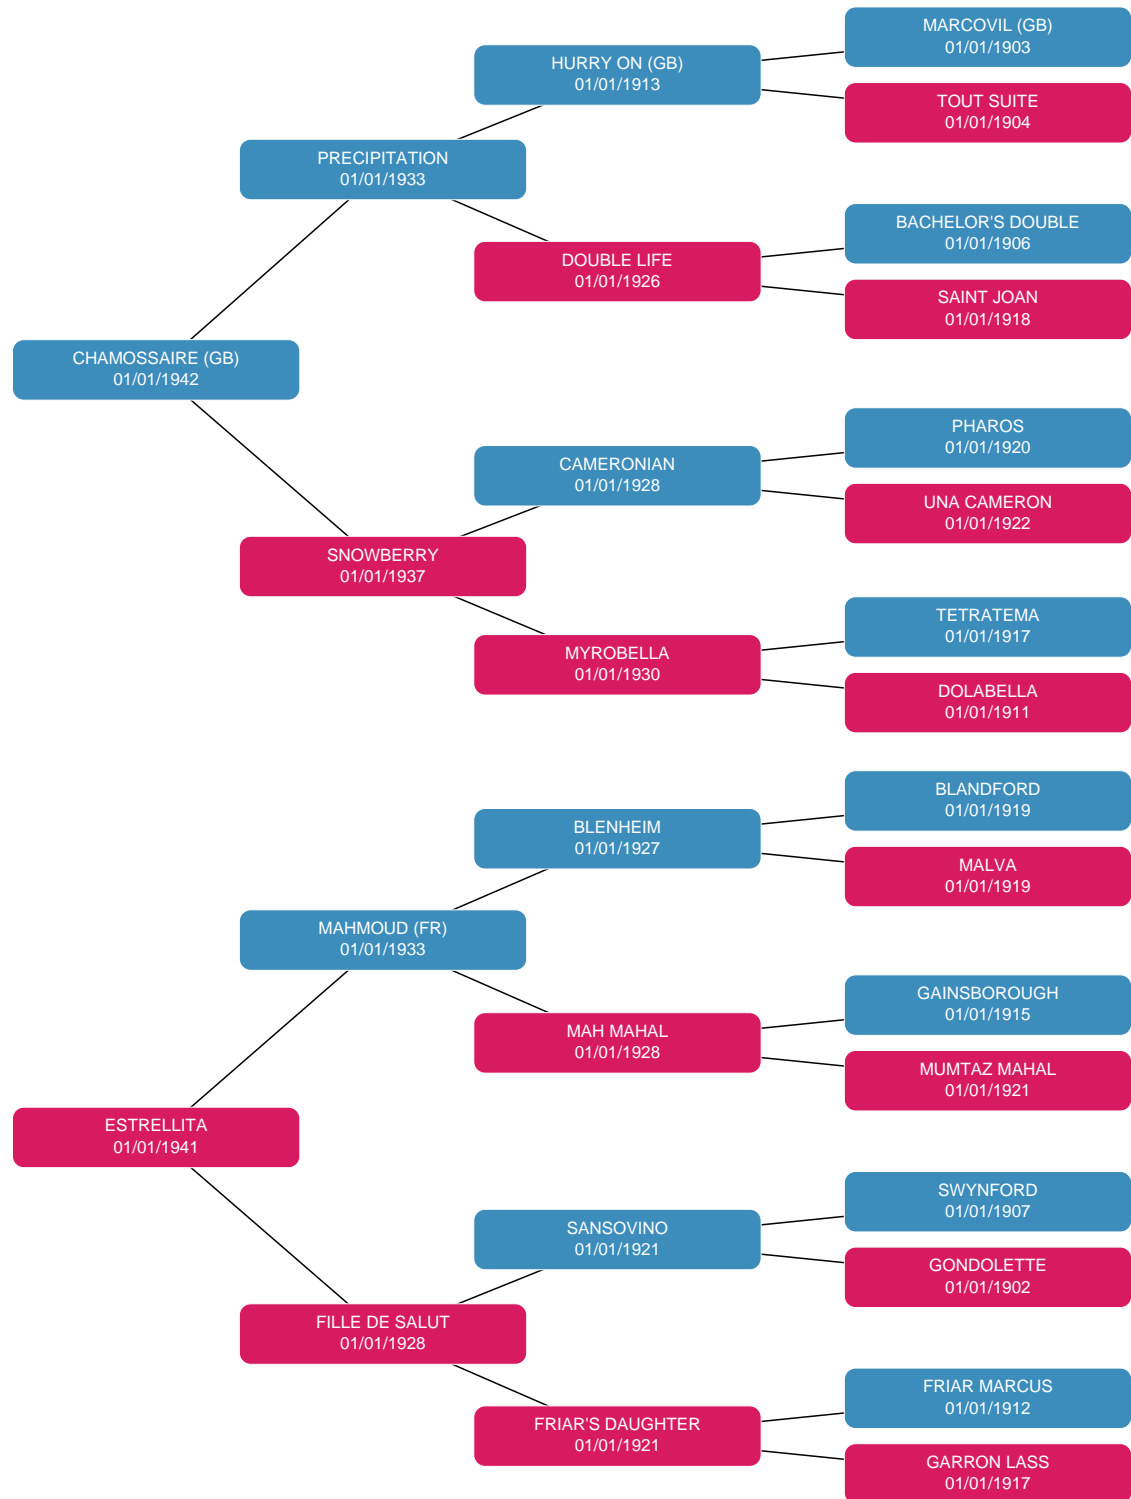 MARCOVIL (GB)
01/01/1903
HURRY ON (GB)
01/01/1913
TOUT SUITE
01/01/1904
PRECIPITATION
01/01/1933
BACHELOR'S DOUBLE
01/01/1906
DOUBLE LIFE
01/01/1926
SAINT JOAN
01/01/1918
CHAMOSSAIRE (GB)
01/01/1942
PHAROS
01/01/1920
CAMERONIAN
01/01/1928
UNA CAMERON
01/01/1922
SNOWBERRY
01/01/1937
TETRATEMA
01/01/1917
MYROBELLA
01/01/1930
DOLABELLA
01/01/1911
BLANDFORD
01/01/1919
BLENHEIM
01/01/1927
MALVA
01/01/1919
MAHMOUD (FR)
01/01/1933
GAINSBOROUGH
01/01/1915
MAH MAHAL
01/01/1928
MUMTAZ MAHAL
01/01/1921
ESTRELLITA
01/01/1941
SWYNFORD
01/01/1907
SANSOVINO
01/01/1921
GONDOLETTE
01/01/1902
FILLE DE SALUT
01/01/1928
FRIAR MARCUS
01/01/1912
FRIAR'S DAUGHTER
01/01/1921
GARRON LASS
01/01/1917